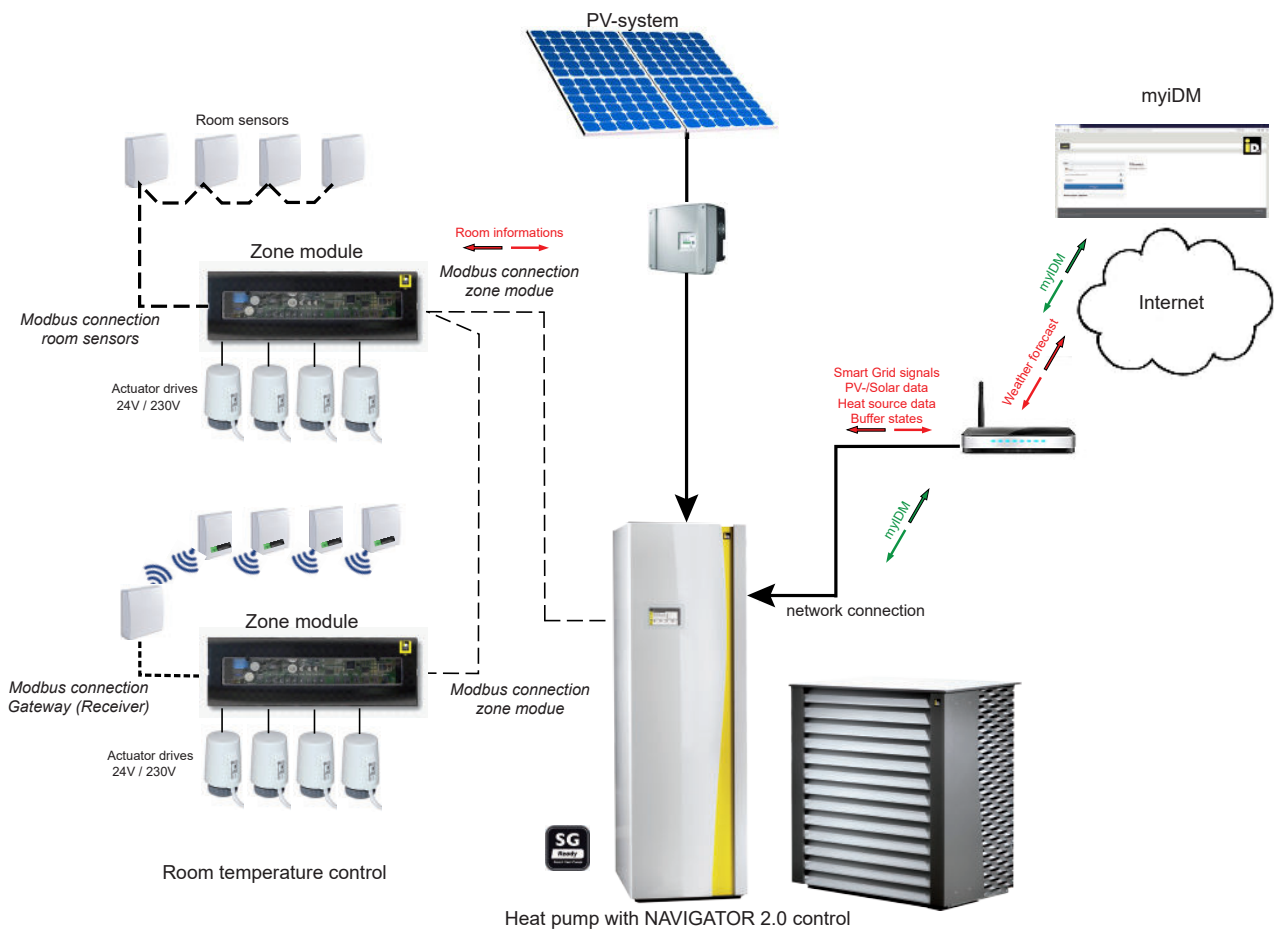 PV-system
myiDM
Room sensors
Room informations
Zone module
Modbus connection
zone modue
Modbus connection
room sensors
Actuator drives
24V / 230V
myIDM
Internet
Weather forecast
Smart Grid signals
PV-/Solar data
Heat source data
Buffer states
myIDM
network connection
Zone module
Modbus connection
Gateway (Receiver)
Modbus connection
zone modue
Actuator drives
24V / 230V
SG
Ready
Room temperature control
Heat pump with NAVIGATOR 2.0 control